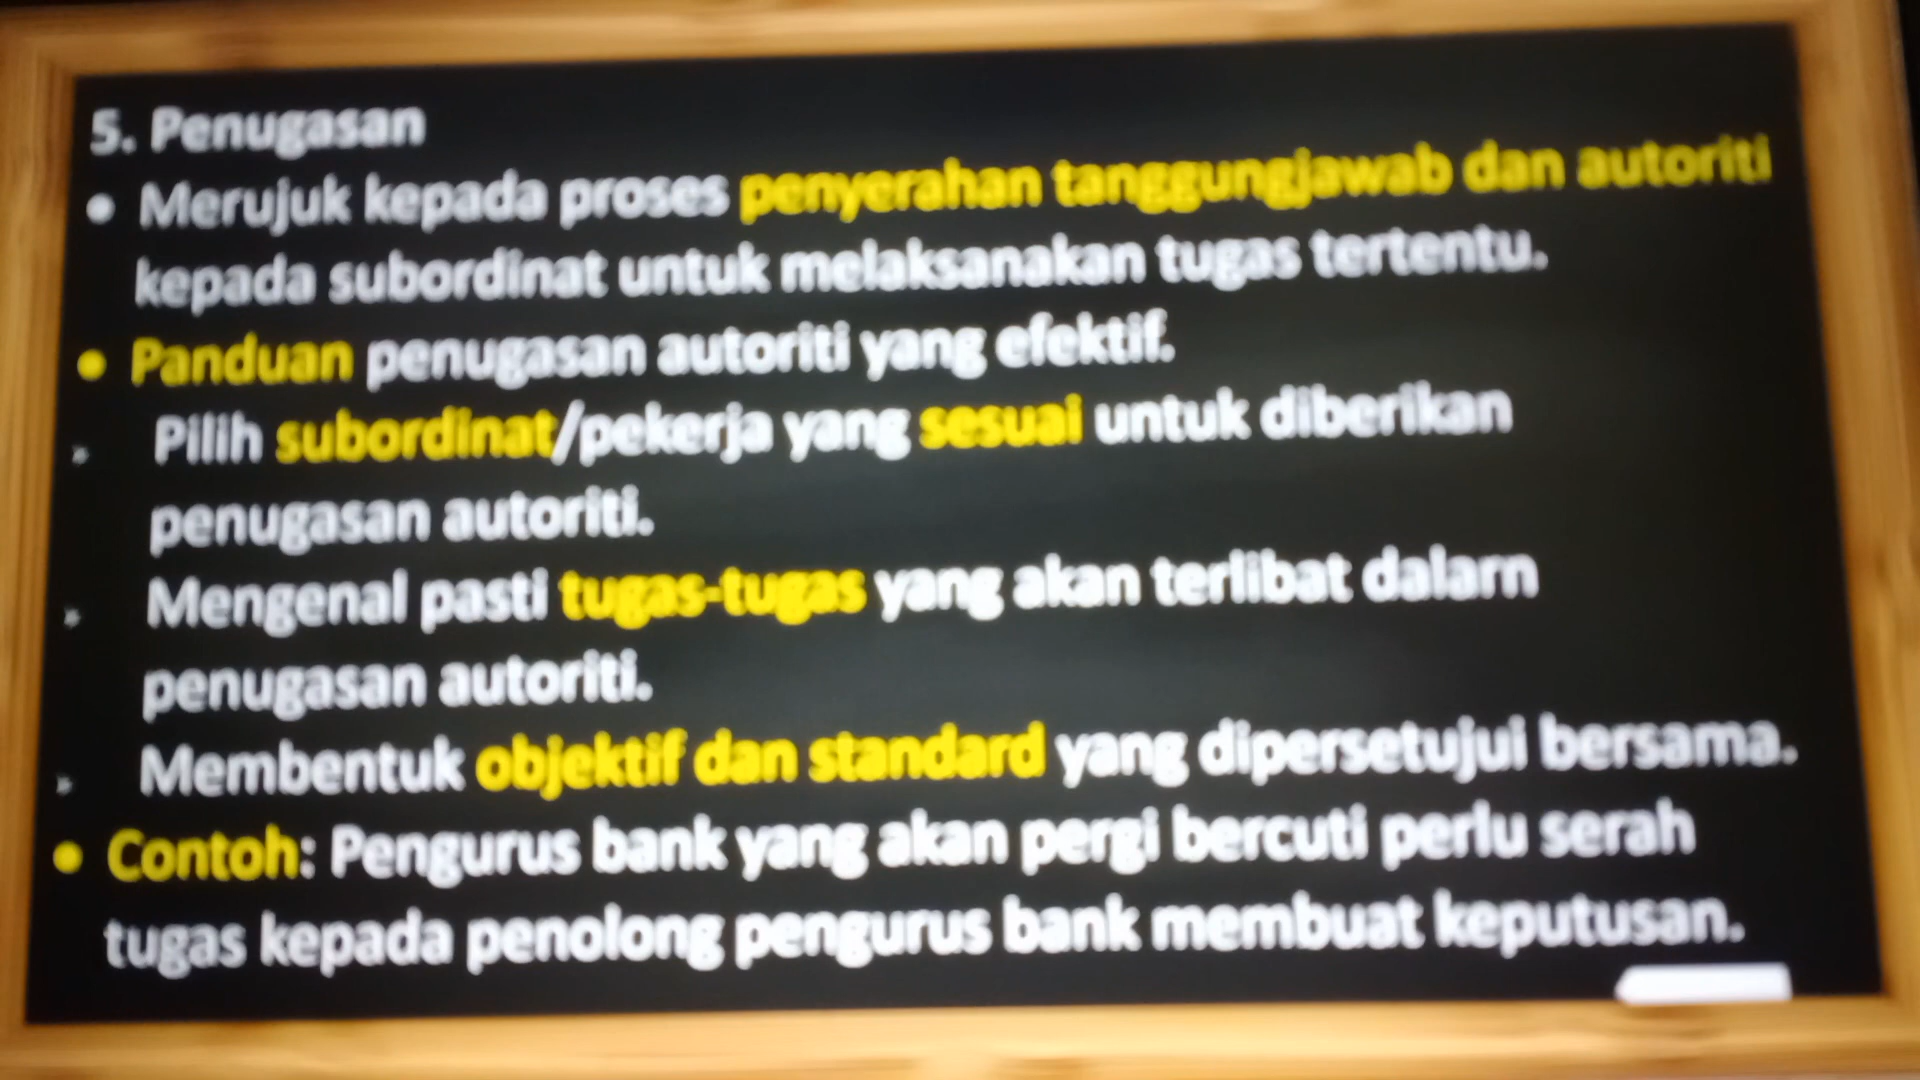 5. Penugasan
• Merujuk kepada proses penyerahan tanggungjawab dan autoriti
kepada subordinat untuk melaksanakan tugas tertentu.
• Panduan penugasan autoriti yang efektif.
➤ Pilih subordinat/pekerja yang sesuai untuk diberikan
penugasan autoriti.
➤ Mengenal pasti tugas-tugas yang akan terlibat dalam
penugasan autoriti.
➤ Membentuk objektif dan standard yang dipersetujui bersama.
• Contoh: Pengurus bank yang akan pergi bercuti perlu serah
tugas kepada penolong pengurus bank membuat keputusan.